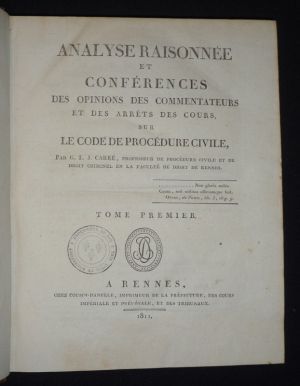 ANALYSE RAISONNÉE
ET
CONFÉRENCES
DES OPINIONS DES COMMENTATEURS
ET DES ARRÊTS DES COURS,
SUR
LE CODE DE PROCÉDURE CIVILE,
PAR G. L. J. CARRÉ, PROFESSEUR DE PROCÉDURE CIVILE ET DE
DROIT CRIMINEL EN LA FACULTÉ DE DROIT DE RENNES.
TOME PREMIER.
A RENNES,
CHEZ COUSIN-DANELLE, IMPRIMEUR DE LA PRÉFECTURE, DES COURS
IMPÉRIALE ET PRÉVÔTALE, ET DES TRIBUNAUX.
1811.